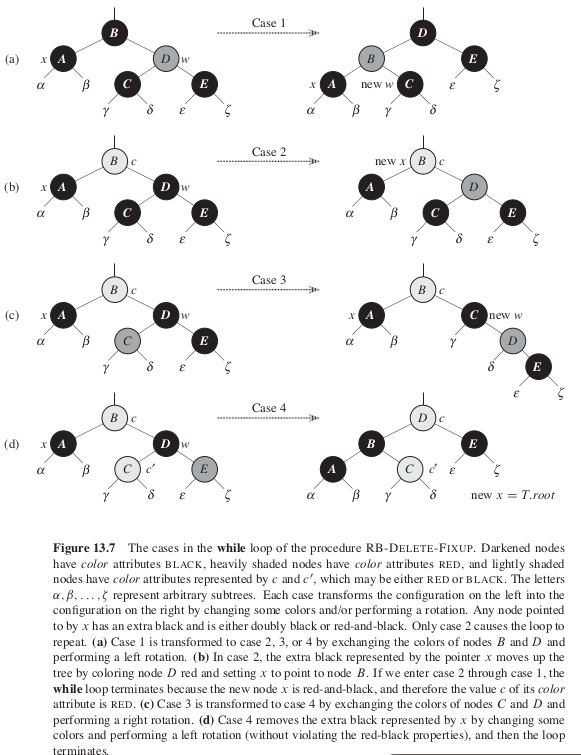 Case 1
B
D
(a)
x A
D w
B
E
α
β
C
E
x A
new w C
ε
ζ
γ
δ
ε
ζ
α
β
γ
δ
Case 2
B c
new x B c
(b)
x A
D w
A
D
α
β
C
E
α
β
C
E
γ
δ
ε
ζ
γ
δ
ε
ζ
Case 3
B c
B c
(c)
x A
D w
x A
C new w
α
β
C
E
α
β
γ
D
γ
δ
ε
ζ
δ
E
ε
ζ
Case 4
B c
D c
(d)
x A
D w
B
E
α
β
C c′
E
A
C c′
ε
ζ
γ
δ
ε
ζ
α
β
γ
δ
new x = T.root
Figure 13.7 The cases in the while loop of the procedure RB-DELETE-FIXUP. Darkened nodes
have color attributes BLACK, heavily shaded nodes have color attributes RED, and lightly shaded
nodes have color attributes represented by c and c′, which may be either RED or BLACK. The letters
α, β, . . . , ζ represent arbitrary subtrees. Each case transforms the configuration on the left into the
configuration on the right by changing some colors and/or performing a rotation. Any node pointed
to by x has an extra black and is either doubly black or red-and-black. Only case 2 causes the loop to
repeat. (a) Case 1 is transformed to case 2, 3, or 4 by exchanging the colors of nodes B and D and
performing a left rotation. (b) In case 2, the extra black represented by the pointer x moves up the
tree by coloring node D red and setting x to point to node B. If we enter case 2 through case 1, the
while loop terminates because the new node x is red-and-black, and therefore the value c of its color
attribute is RED. (c) Case 3 is transformed to case 4 by exchanging the colors of nodes C and D and
performing a right rotation. (d) Case 4 removes the extra black represented by x by changing some
colors and performing a left rotation (without violating the red-black properties), and then the loop
terminates.